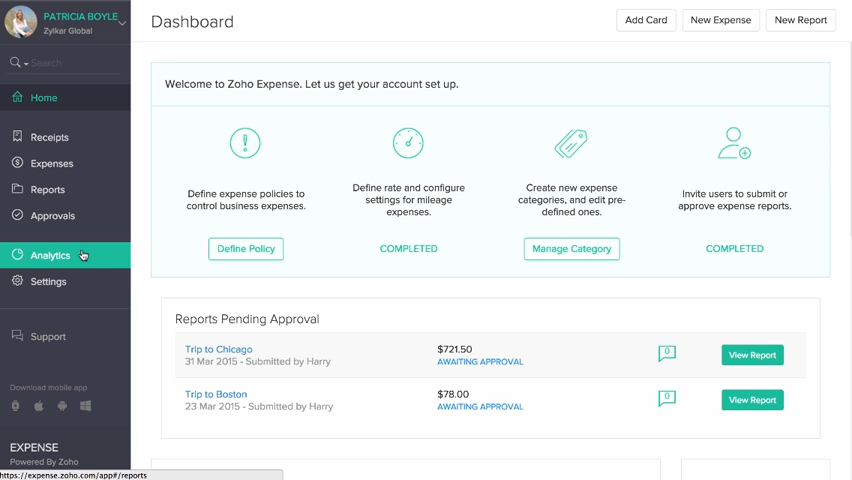 PATRICIA BOYLE
Zylkar Global
Search
Home
Receipts
Expenses
Reports
Approvals
Analytics
Settings
Support
Download mobile app
EXPENSE
Powered By Zoho
https://expense.zoho.com/app#/reports
Dashboard
Add Card
New Expense
New Report
Welcome to Zoho Expense. Let us get your account set up.
Define expense policies to
control business expenses.
Define Policy
Define rate and configure
settings for mileage
expenses.
COMPLETED
Create new expense
categories, and edit pre-
defined ones.
Manage Category
Invite users to submit or
approve expense reports.
COMPLETED
Reports Pending Approval
Trip to Chicago
31 Mar 2015 - Submitted by Harry
$721.50
AWAITING APPROVAL
0
View Report
Trip to Boston
23 Mar 2015 - Submitted by Harry
$78.00
AWAITING APPROVAL
0
View Report